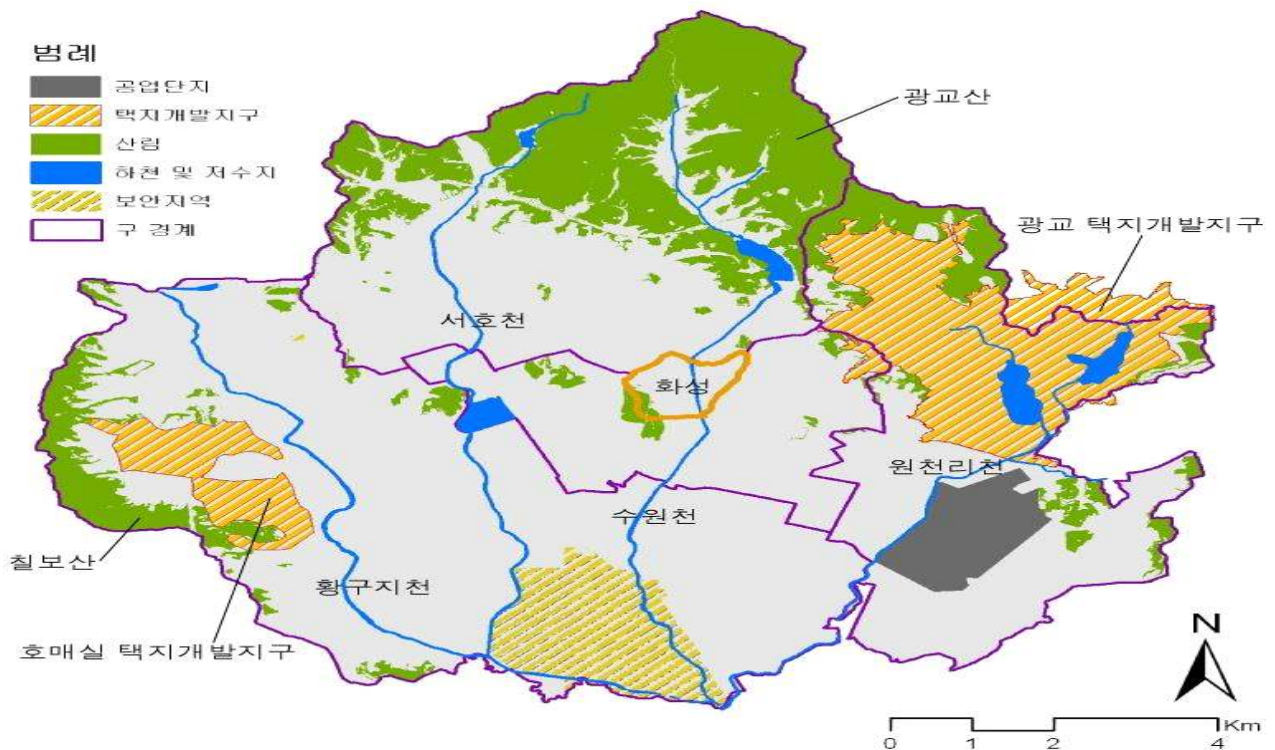 범례
공업단지
택지개발지구
산림
하천 및 저수지
보안지역
구 경계
광교산
광교 택지개발지구
서호천
화성
원천리천
수원천
칠보산
황구지천
호매실 택지개발지구
N
Km
0 1 2 4